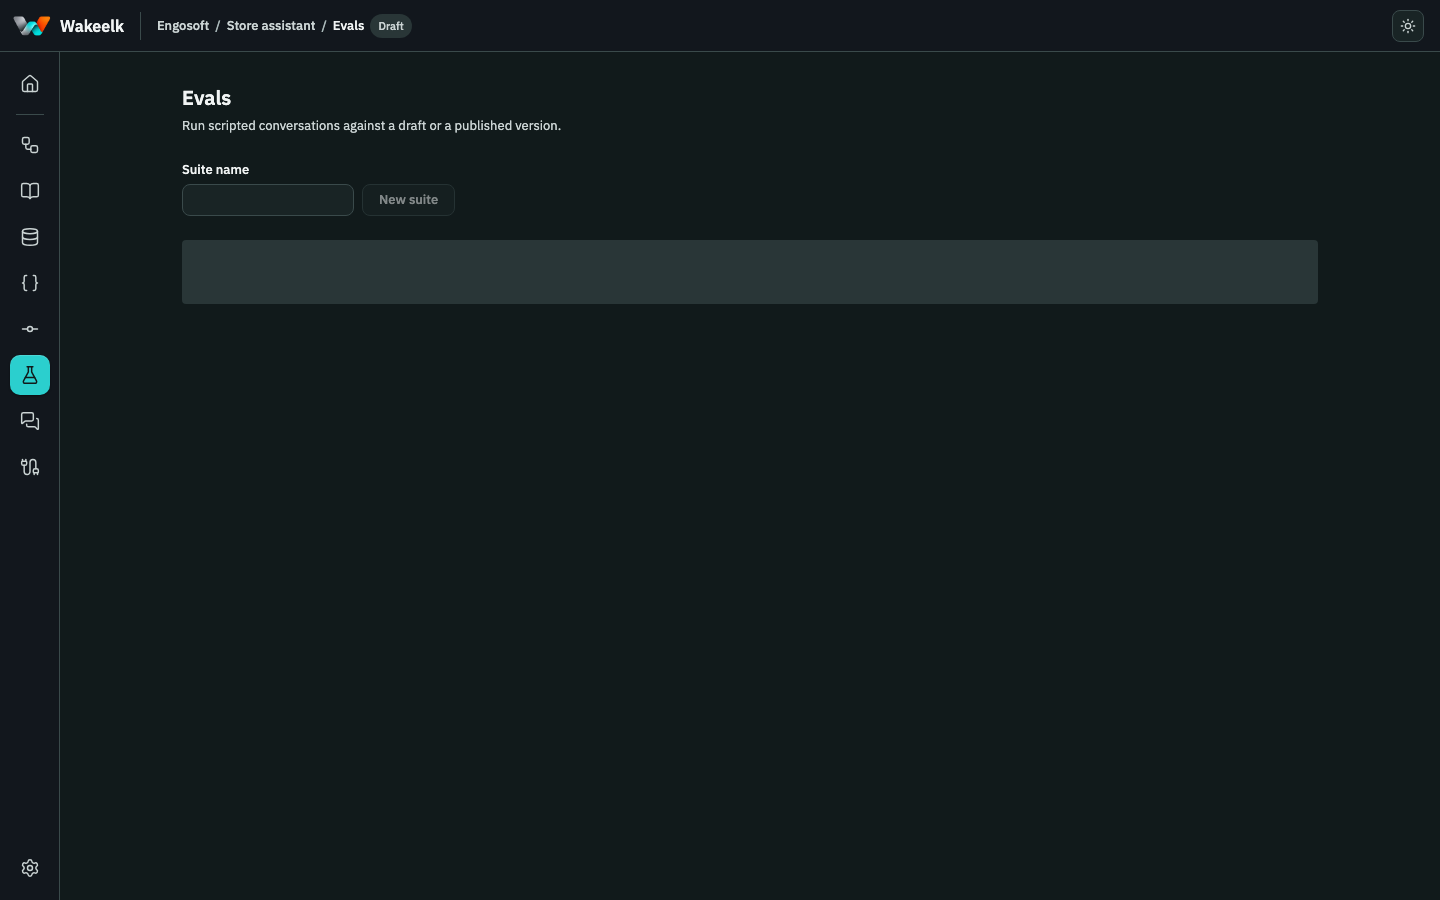 Wakeelk
Engosoft / Store assistant / Evals Draft
Evals
Run scripted conversations against a draft or a published version.
Suite name
New suite